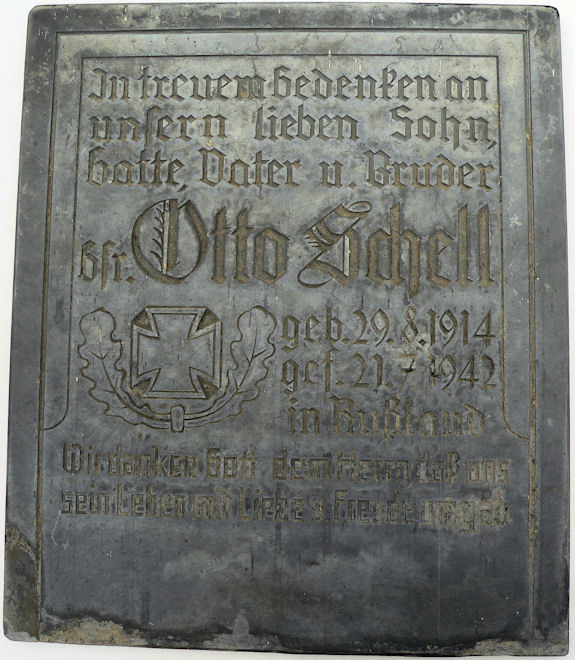 In treuem Gedenken an
unsern lieben Sohn,
Gatte, Vater u. Bruder
Gfr. Otto Schell
geb. 29. 8. 1914
gef. 21. 7. 1942
in Rußland
Wir danken Gott dem Herrn, daß uns
sein Leben mit Liebe u. Freude umgab.